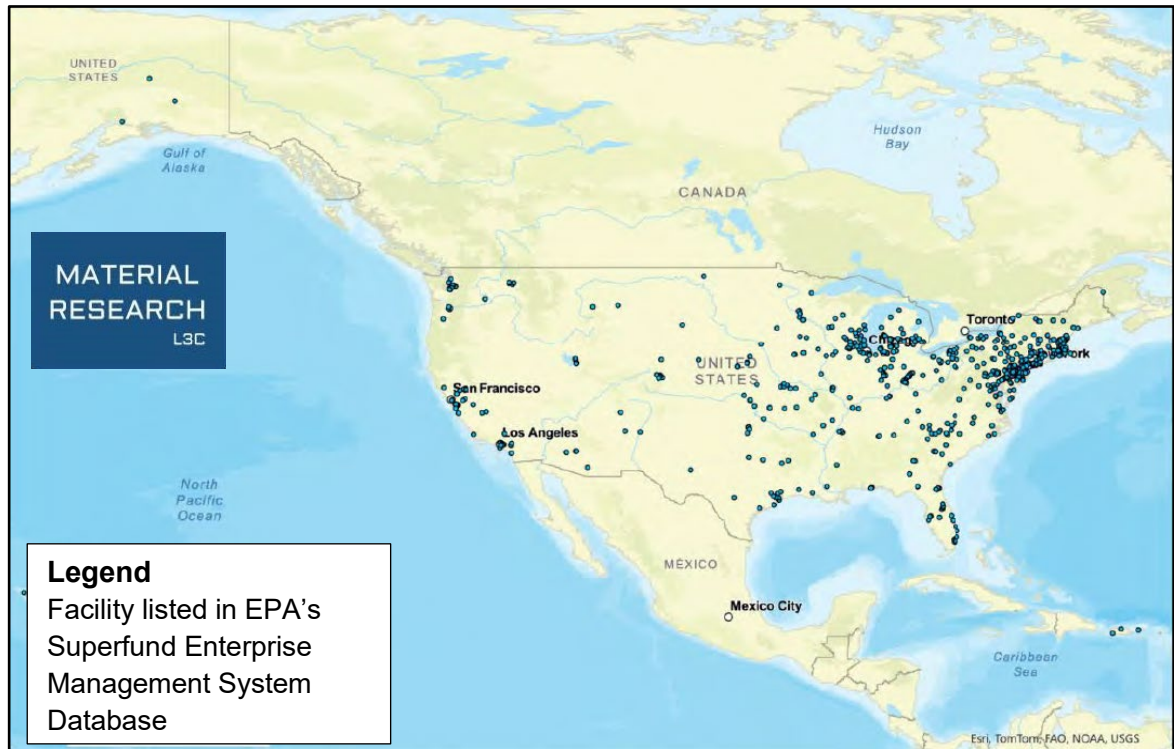 UNITED
STATES
Gulf of
Alaska
Hudson
Bay
CANADA
MATERIAL
RESEARCH
L3C
Toronto
UNITED
STATES
San Francisco
Los Angeles
North
Pacific
Ocean
MÉXICO
Mexico City
Caribbean
Sea
Legend
Facility listed in EPA’s
Superfund Enterprise
Management System
Database
Esri, TomTom, FAO, NOAA, USGS